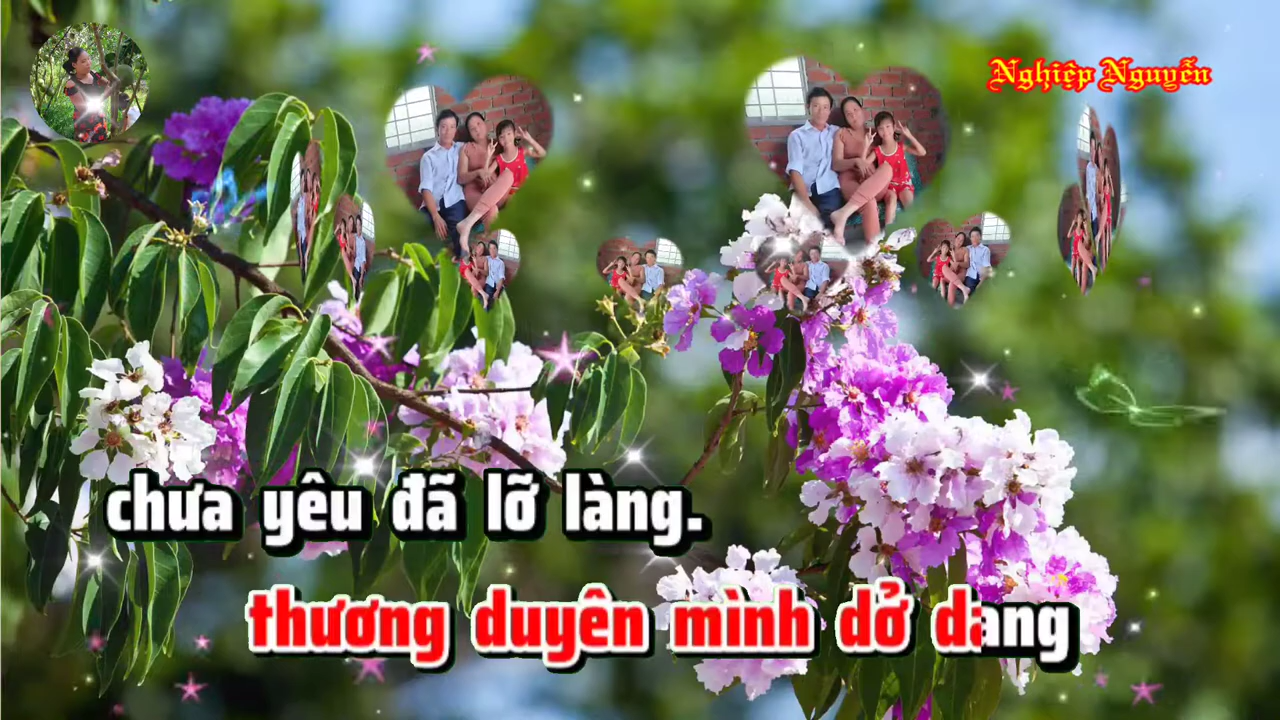 Nghiệp Nguyễn
chưa yêu đã lỡ làng.
thương duyên mình dở dang